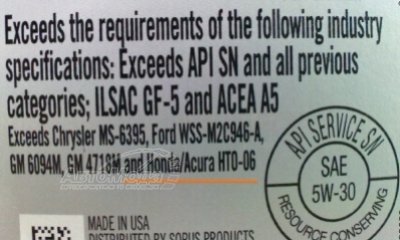 Exceeds the requirements of the following industry
specifications: Exceeds API SN and all previous
categories; ILSAC GF-5 and ACEA A5
Exceeds Chrysler MS-6395, Ford WSS-M2C946-A,
GM 6094M, GM 4718M and Honda/Acura HTO-06
API SERVICE SN
SAE
5W-30
RESOURCE CONSERVING
MADE IN USA
DISTRIBUTED BY SOPUS PRODUCTS